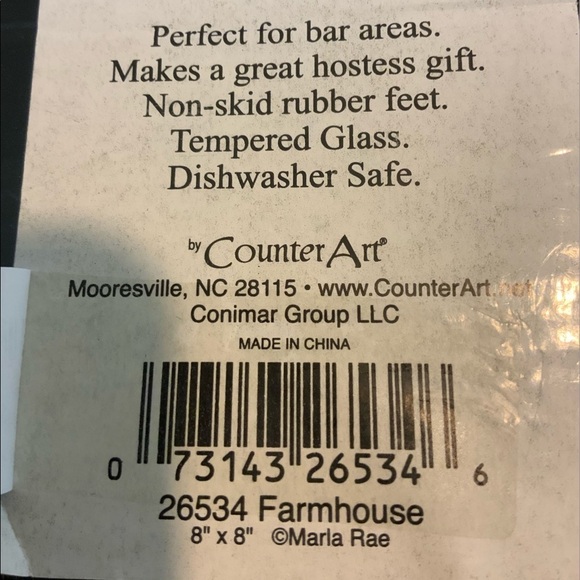 Perfect for bar areas.
Makes a great hostess gift.
Non-skid rubber feet.
Tempered Glass.
Dishwasher Safe.
by CounterArt®
Mooresville, NC 28115 • www.CounterArt.net
Conimar Group LLC
MADE IN CHINA
0 73143 26534 6
26534 Farmhouse
8" x 8" ©Marla Rae